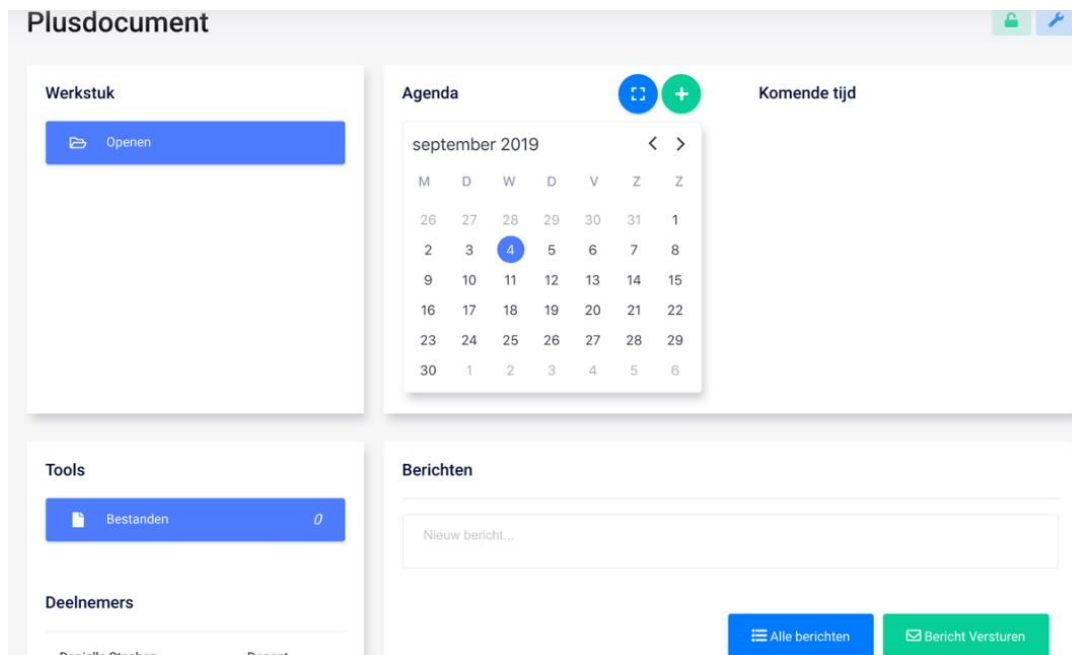 Plusdocument
Werkstuk
Openen
Agenda
Komende tijd
september 2019
M D W D V Z Z
26 27 28 29 30 31 1
2 3 4 5 6 7 8
9 10 11 12 13 14 15
16 17 18 19 20 21 22
23 24 25 26 27 28 29
30 1 2 3 4 5 6
Tools
Bestanden 0
Deelnemers
Berichten
Nieuw bericht...
Alle berichten
Bericht Versturen